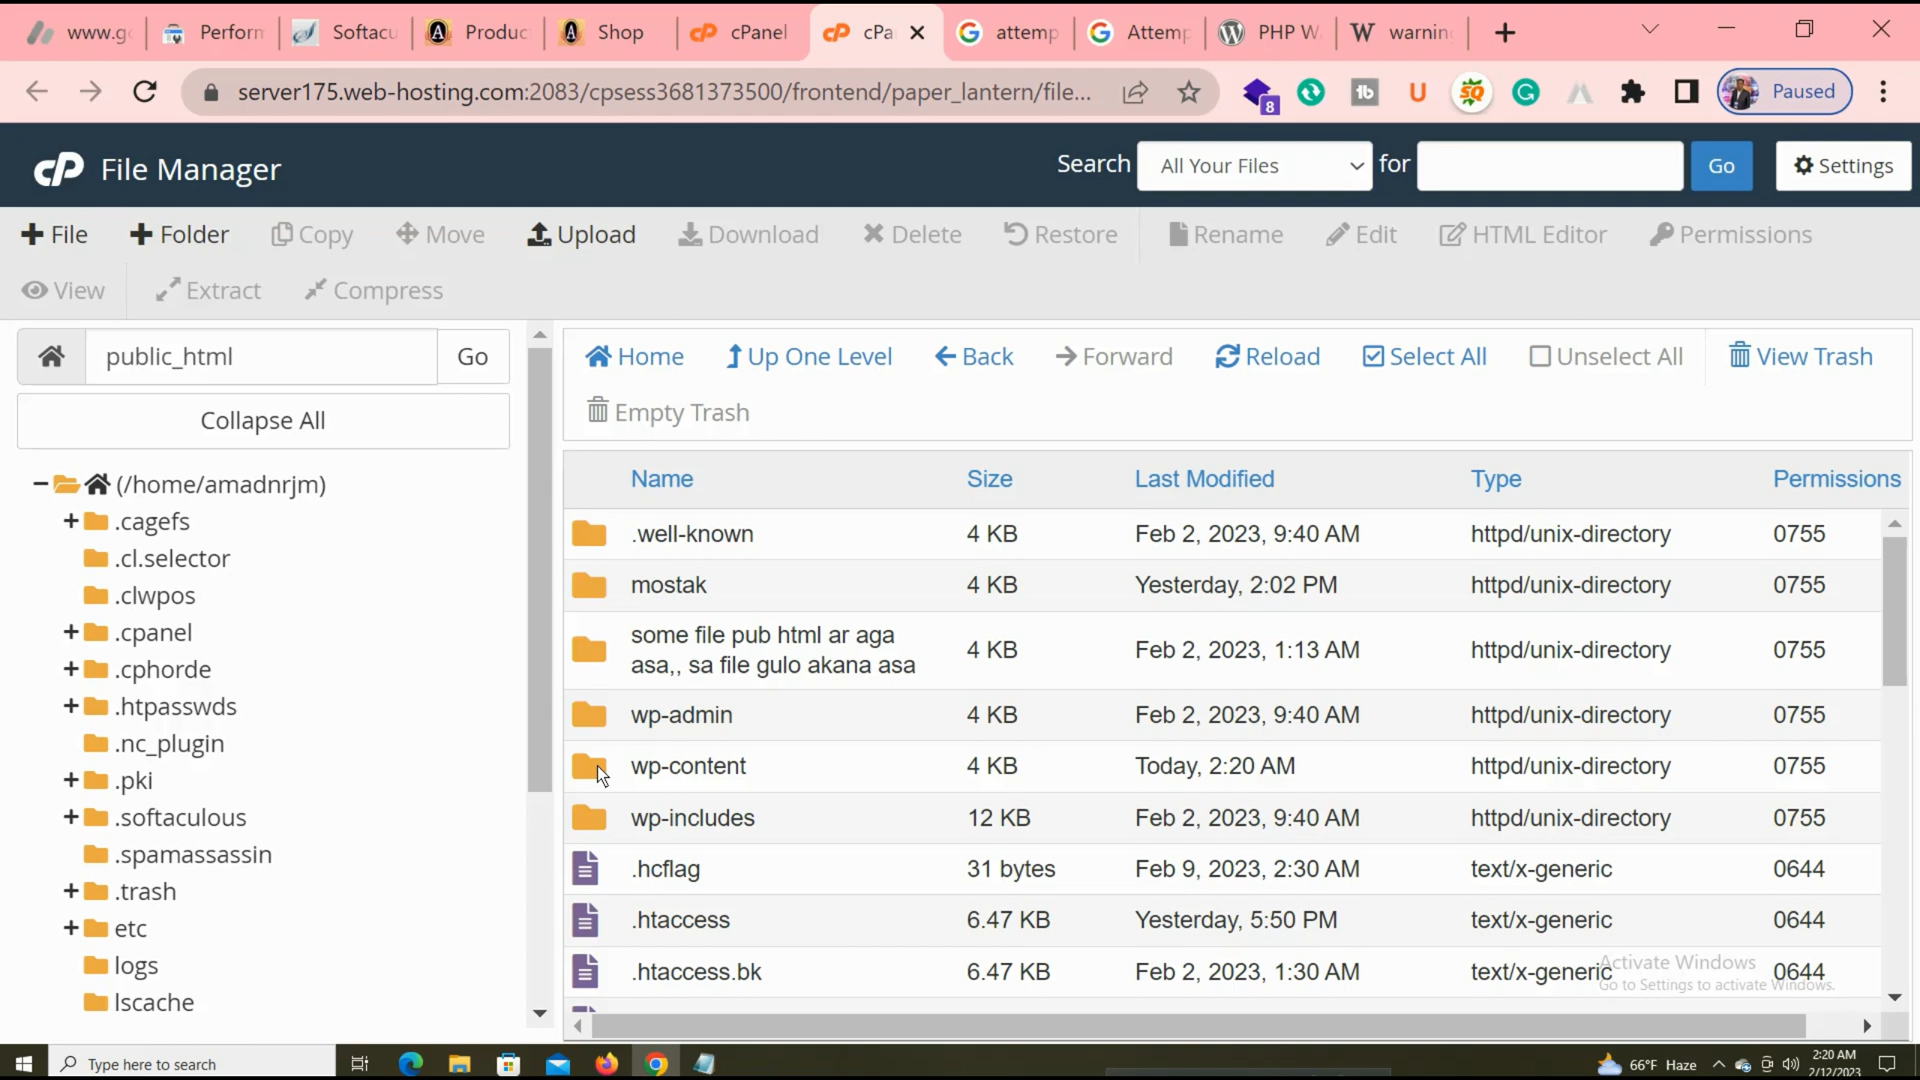 www.g
Perforn
Softacu
Produc
Shop
cPanel
cPa
attemp
Attemp
PHP W
warnin
server175.web-hosting.com:2083/cpsess3681373500/frontend/paper_lantern/file...
8
tb
U
SQ
G
Paused
cP File Manager
Search All Your Files for
Go
Settings
File
Folder
Copy
Move
Upload
Download
Delete
Restore
Rename
Edit
HTML Editor
Permissions
View
Extract
Compress
public_html
Go
Collapse All
(/home/amadnrjm)
.cagefs
.cl.selector
.clwpos
.cpanel
.cphorde
.htpasswds
.nc_plugin
.pki
.softaculous
.spamassassin
.trash
etc
logs
lscache
Home
Up One Level
Back
Forward
Reload
Select All
Unselect All
View Trash
Empty Trash
Name Size Last Modified Type Permissions
.well-known 4 KB Feb 2, 2023, 9:40 AM httpd/unix-directory 0755
mostak 4 KB Yesterday, 2:02 PM httpd/unix-directory 0755
some file pub html ar aga
asa,, sa file gulo akana asa 4 KB Feb 2, 2023, 1:13 AM httpd/unix-directory 0755
wp-admin 4 KB Feb 2, 2023, 9:40 AM httpd/unix-directory 0755
wp-content 4 KB Today, 2:20 AM httpd/unix-directory 0755
wp-includes 12 KB Feb 2, 2023, 9:40 AM httpd/unix-directory 0755
.hcflag 31 bytes Feb 9, 2023, 2:30 AM text/x-generic 0644
.htaccess 6.47 KB Yesterday, 5:50 PM text/x-generic 0644
.htaccess.bk 6.47 KB Feb 2, 2023, 1:30 AM text/x-generic 0644
Activate Windows
Go to Settings to activate Windows.
Type here to search
66°F Haze
2:20 AM
2/12/2023